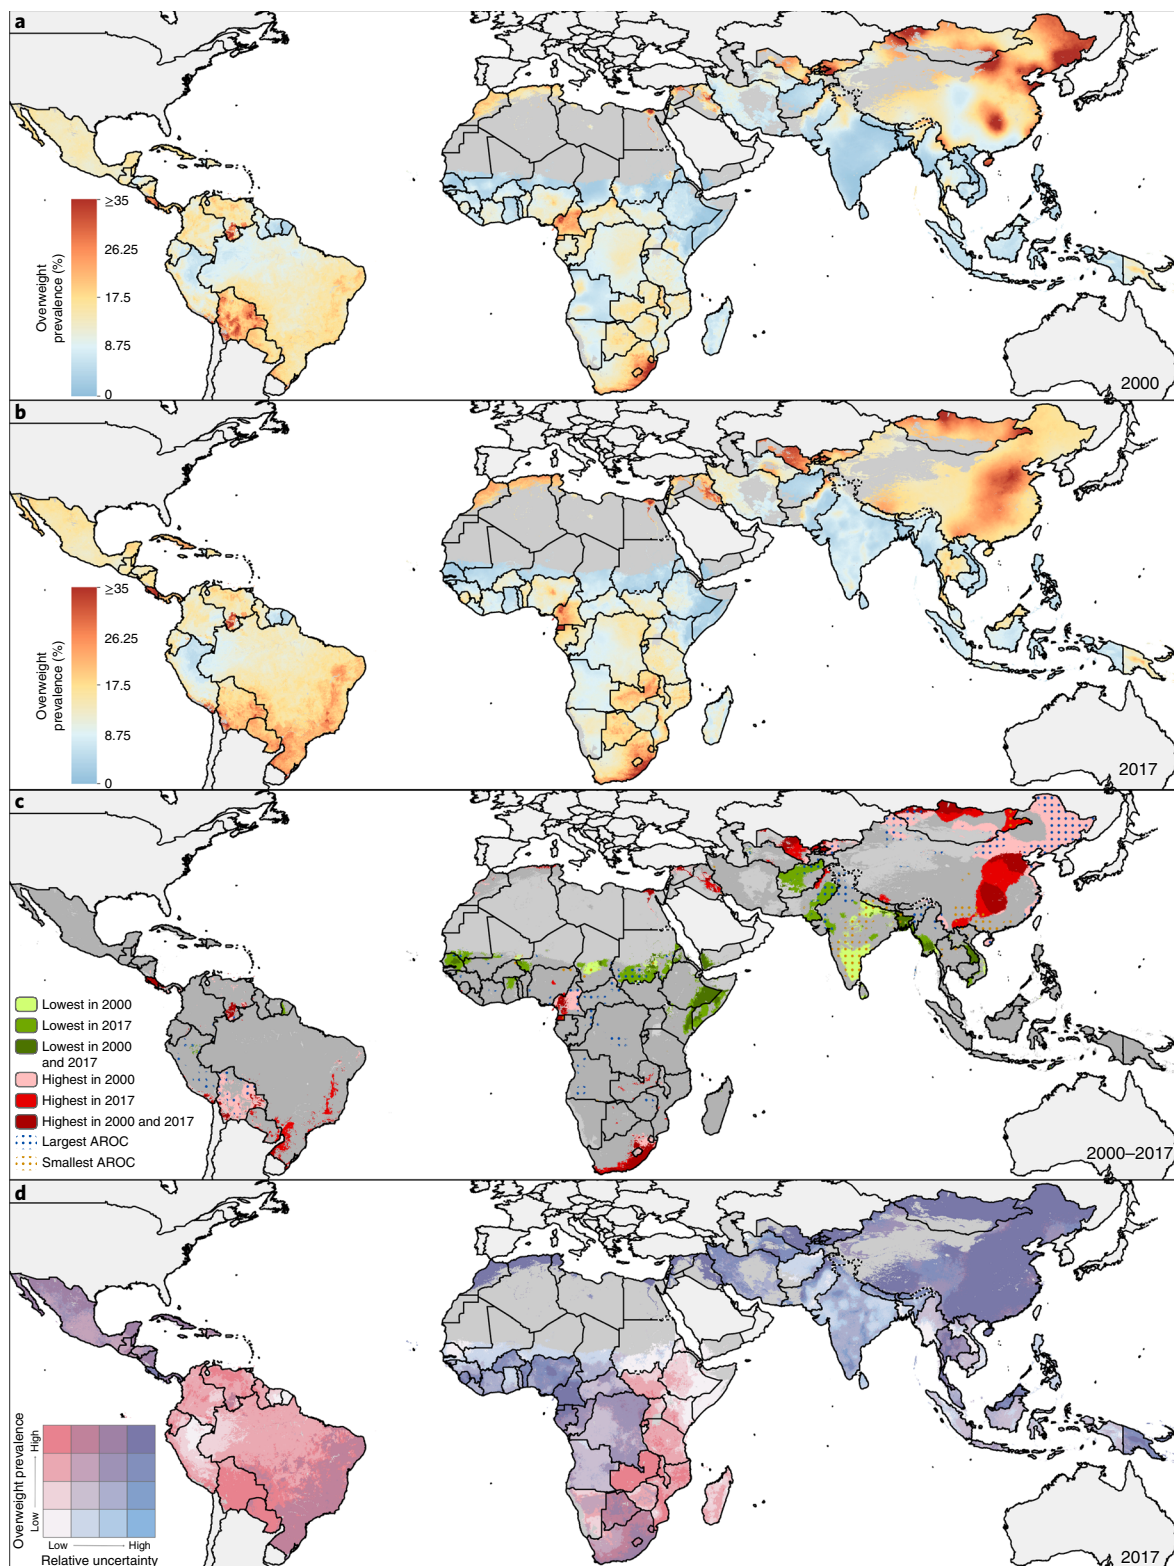 a
Overweight
prevalence (%)
≥35
26.25
17.5
8.75
0
2000
b
Overweight
prevalence (%)
≥35
26.25
17.5
8.75
0
2017
c
Lowest in 2000
Lowest in 2017
Lowest in 2000
and 2017
Highest in 2000
Highest in 2017
Highest in 2000 and 2017
Largest AROC
Smallest AROC
2000–2017
d
Overweight prevalence
High
Low
Low
High
Relative uncertainty
2017